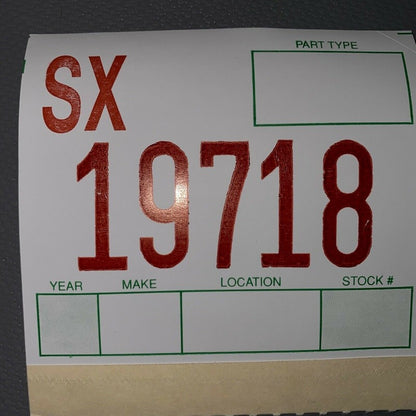 PART TYPE
SX
19718
YEAR MAKE LOCATION STOCK #